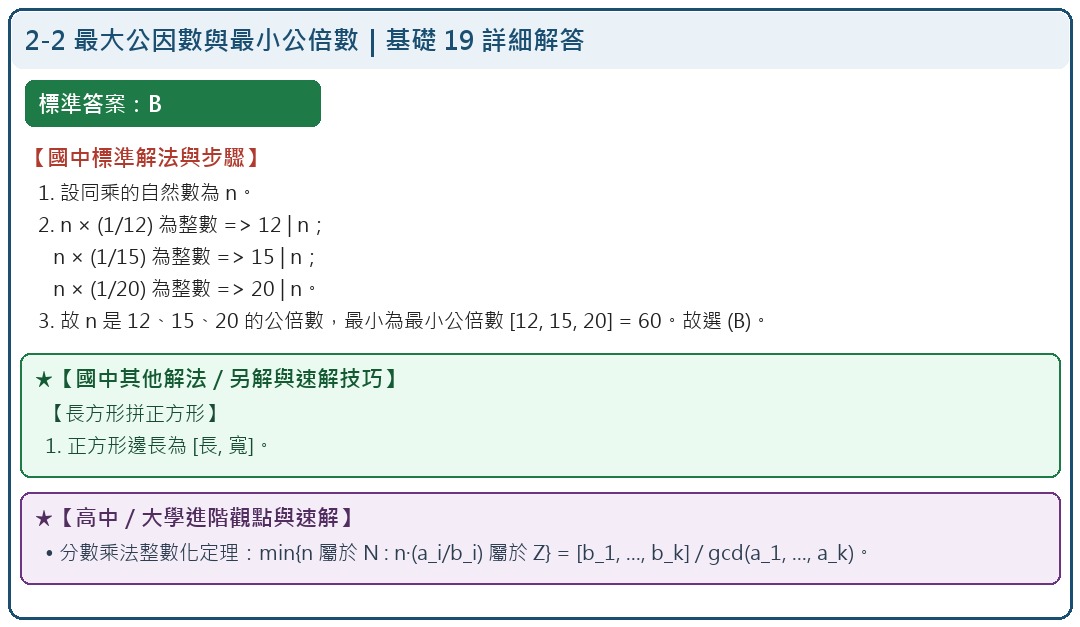 2-2 最大公因數與最小公倍數 | 基礎 19 詳細解答
標準答案：B
【國中標準解法與步驟】
1. 設同乘的自然數為 n。
2. n × (1/12) 為整數 => 12 | n；
n × (1/15) 為整數 => 15 | n；
n × (1/20) 為整數 => 20 | n。
3. 故 n 是 12、15、20 的公倍數，最小為最小公倍數 [12, 15, 20] = 60。故選 (B)。
★【國中其他解法 / 另解與速解技巧】
【長方形拼正方形】
1. 正方形邊長為 [長, 寬]。
★【高中 / 大學進階觀點與速解】
• 分數乘法整數化定理：min{n 屬於 N : n·(a_i/b_i) 屬於 Z} = [b_1, ..., b_k] / gcd(a_1, ..., a_k)。